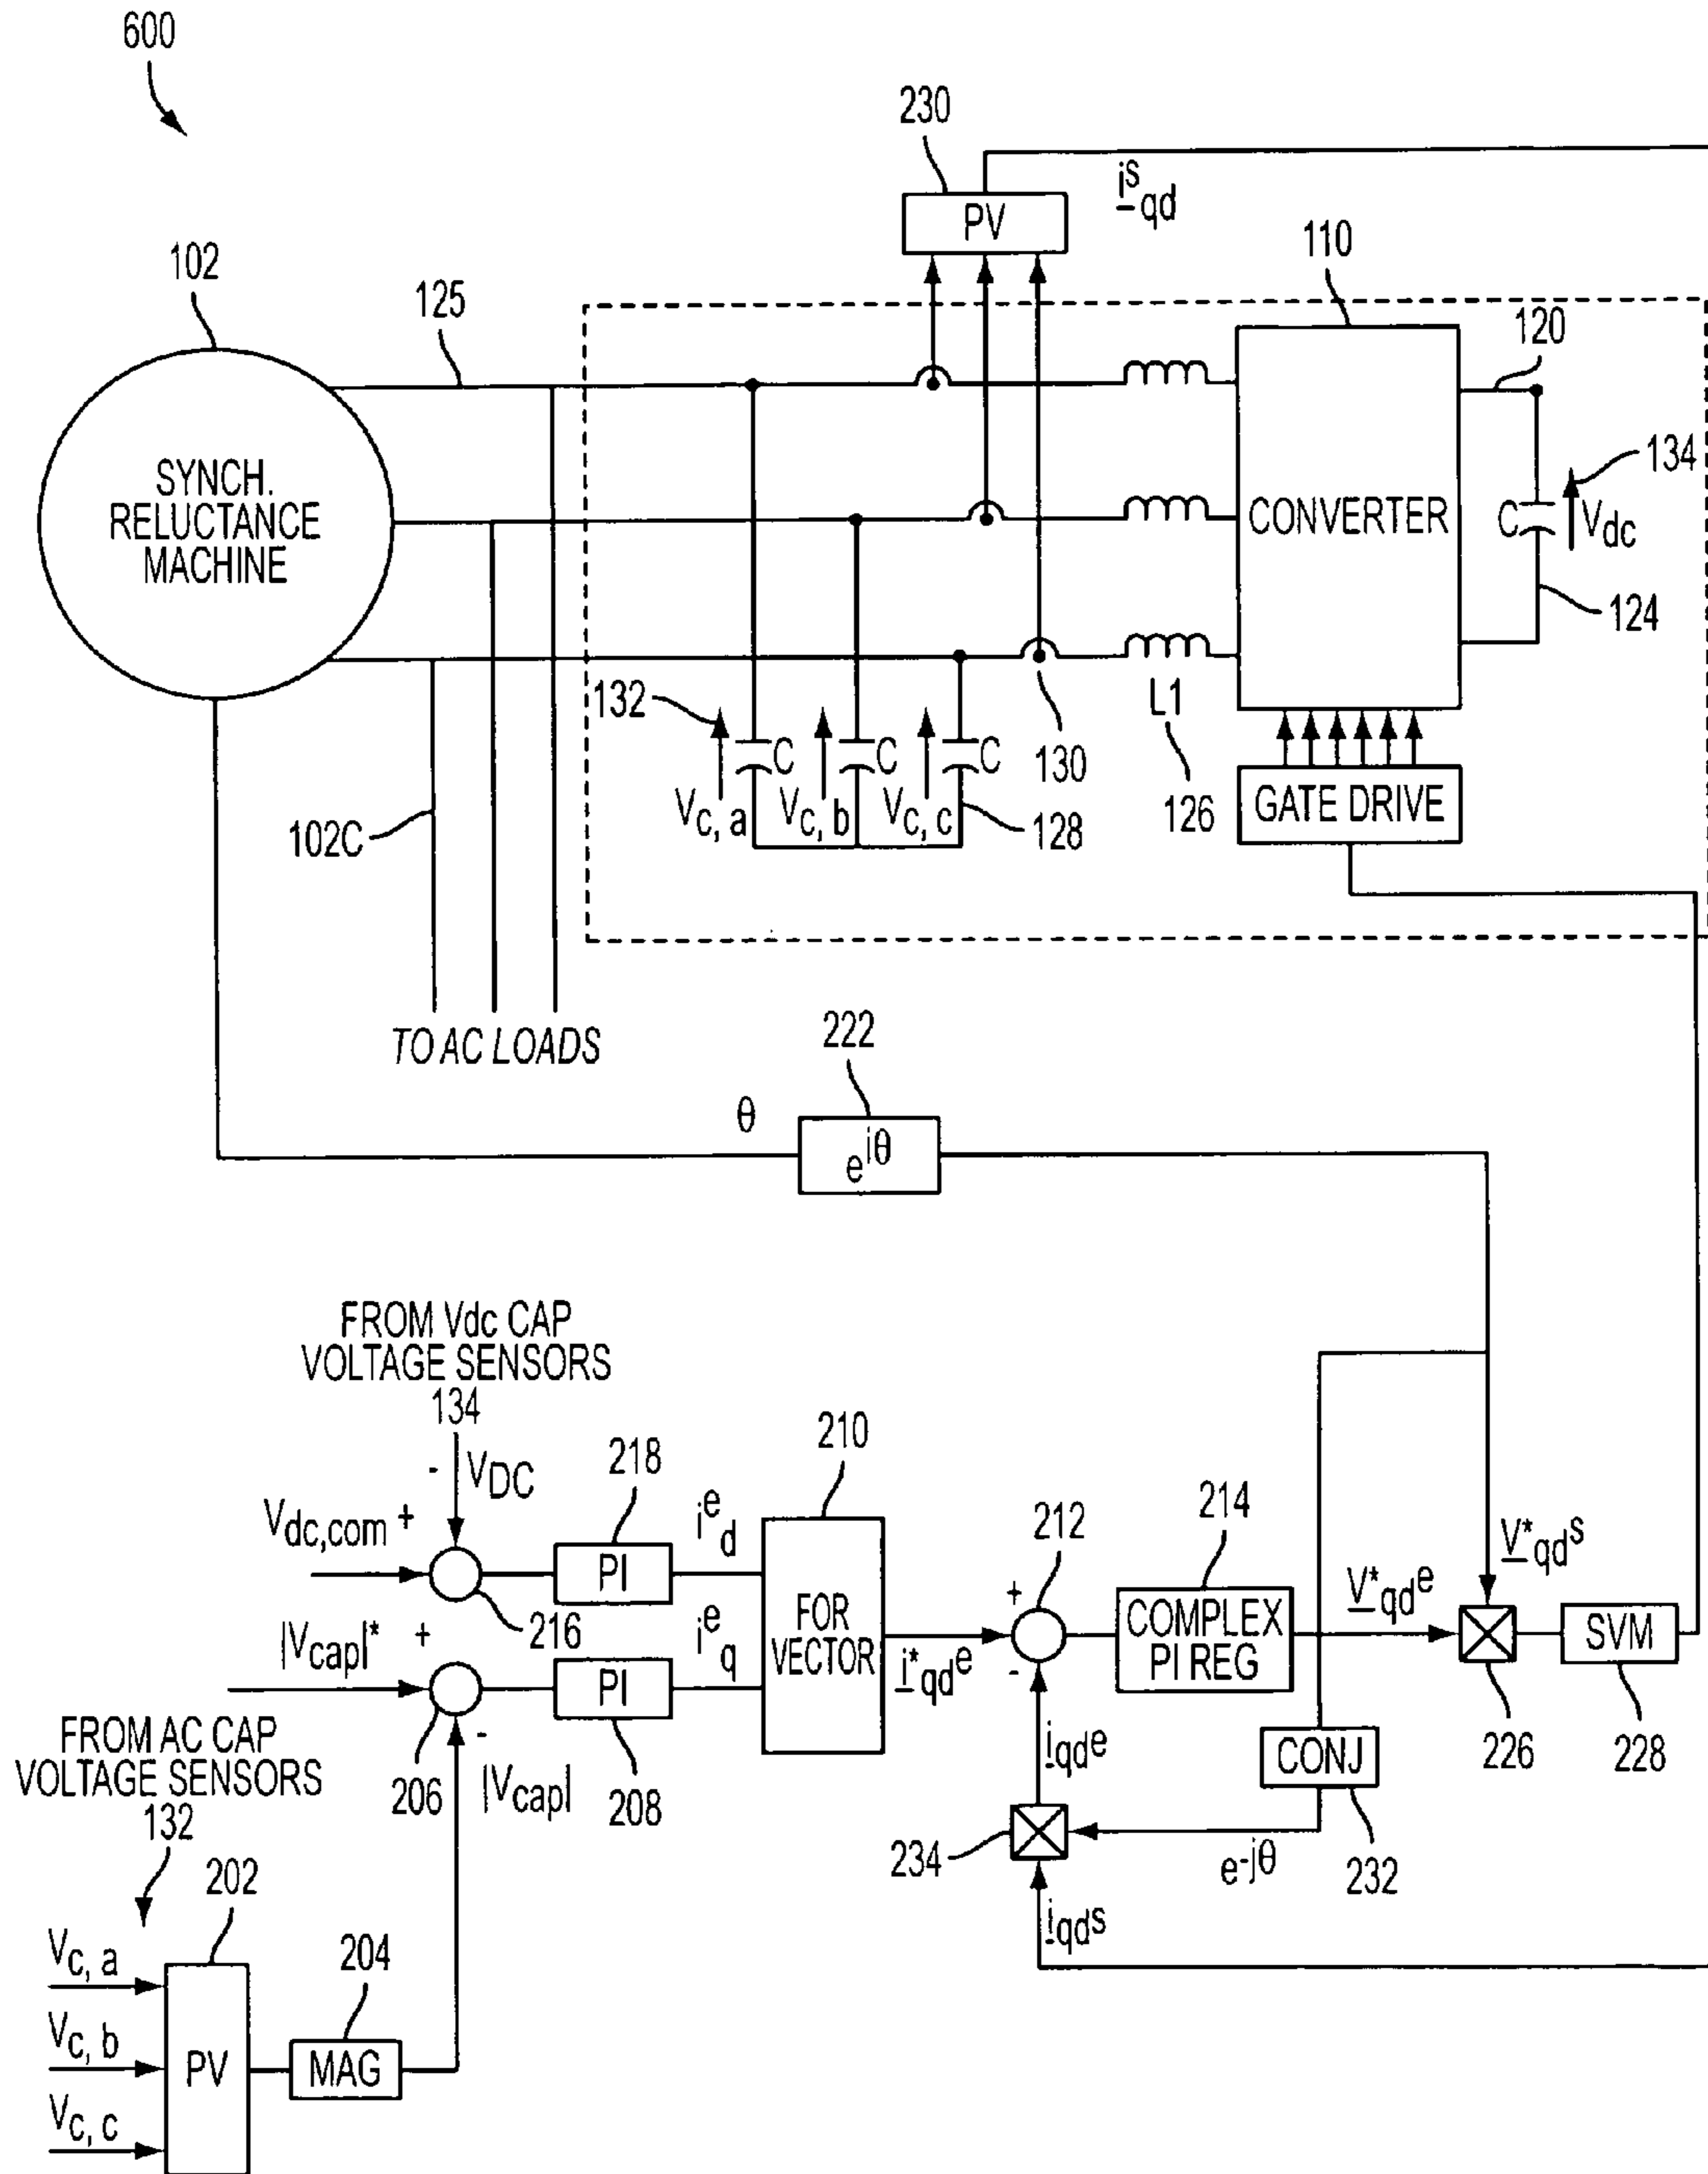 600
230
i^s_qd
PV
102
110
125
120
SYNCH.
RELUCTANCE
MACHINE
CONVERTER
134
C
Vdc
124
132
L1
C
C
C
130
126
Vc, a
Vc, b
Vc, c
128
GATE DRIVE
102C
TO AC LOADS
222
θ
e^jθ
FROM Vdc CAP
VOLTAGE SENSORS
134
-
VDC
218
210
Vdc,com
+
i^e_d
212
214
V*qd^s
PI
216
FOR
VECTOR
+
COMPLEX
PI REG
V*qd^e
SVM
|Vcap|*
+
i^e_q
i*qd^e
-
PI
226
228
FROM AC CAP
VOLTAGE SENSORS
132
206
-
|Vcap|
208
iqd^e
CONJ
234
e^-jθ
232
202
iqd^s
Vc, a
204
Vc, b
PV
MAG
Vc, c